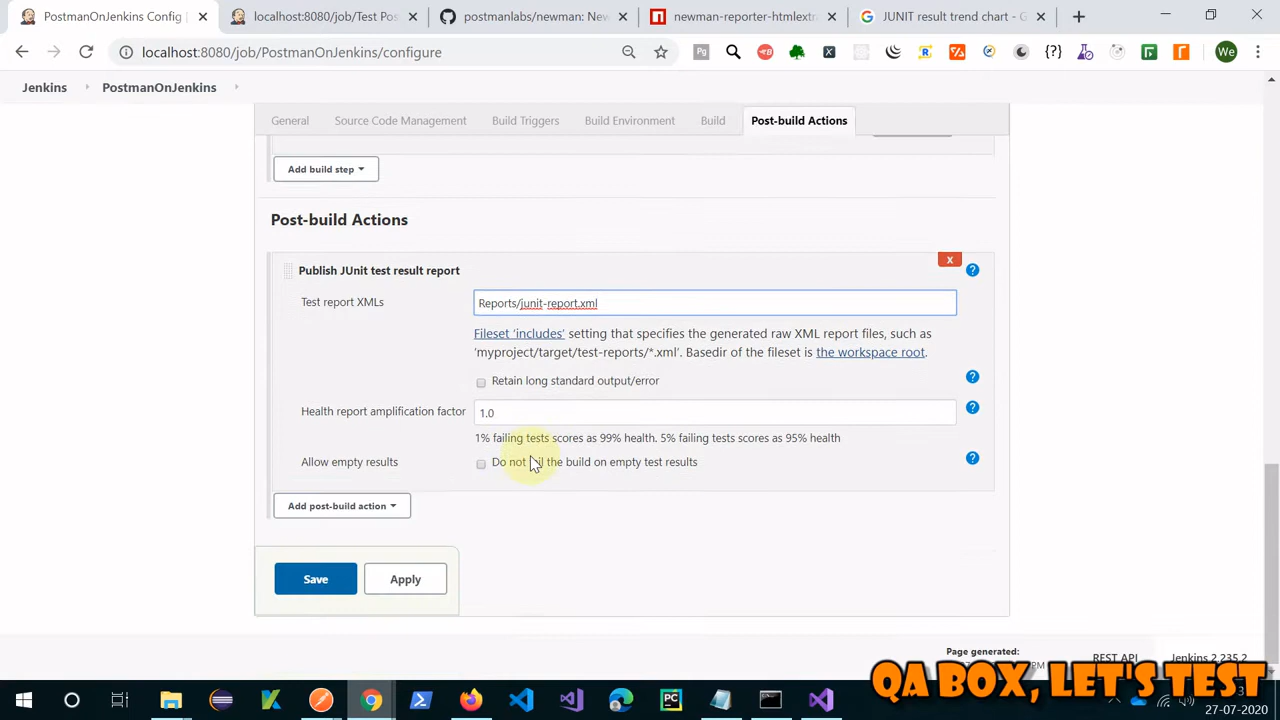 PostmanOnJenkins Config
localhost:8080/job/Test Pos
postmanlabs/newman: New
newman-reporter-htmlextra
JUNIT result trend chart - G
localhost:8080/job/PostmanOnJenkins/configure
We
Jenkins PostmanOnJenkins
General Source Code Management Build Triggers Build Environment Build Post-build Actions
Add build step
Post-build Actions
Publish JUnit test result report
X
Test report XMLs
Reports/junit-report.xml
Fileset 'includes' setting that specifies the generated raw XML report files, such as
'myproject/target/test-reports/*.xml'. Basedir of the fileset is the workspace root.
Retain long standard output/error
Health report amplification factor
1.0
1% failing tests scores as 99% health. 5% failing tests scores as 95% health
Allow empty results
Do not the build on empty test results
Add post-build action
Save Apply
Page generated:
REST API Jenkins 2.235.2
QA BOX, LET'S TEST
27-07-2020